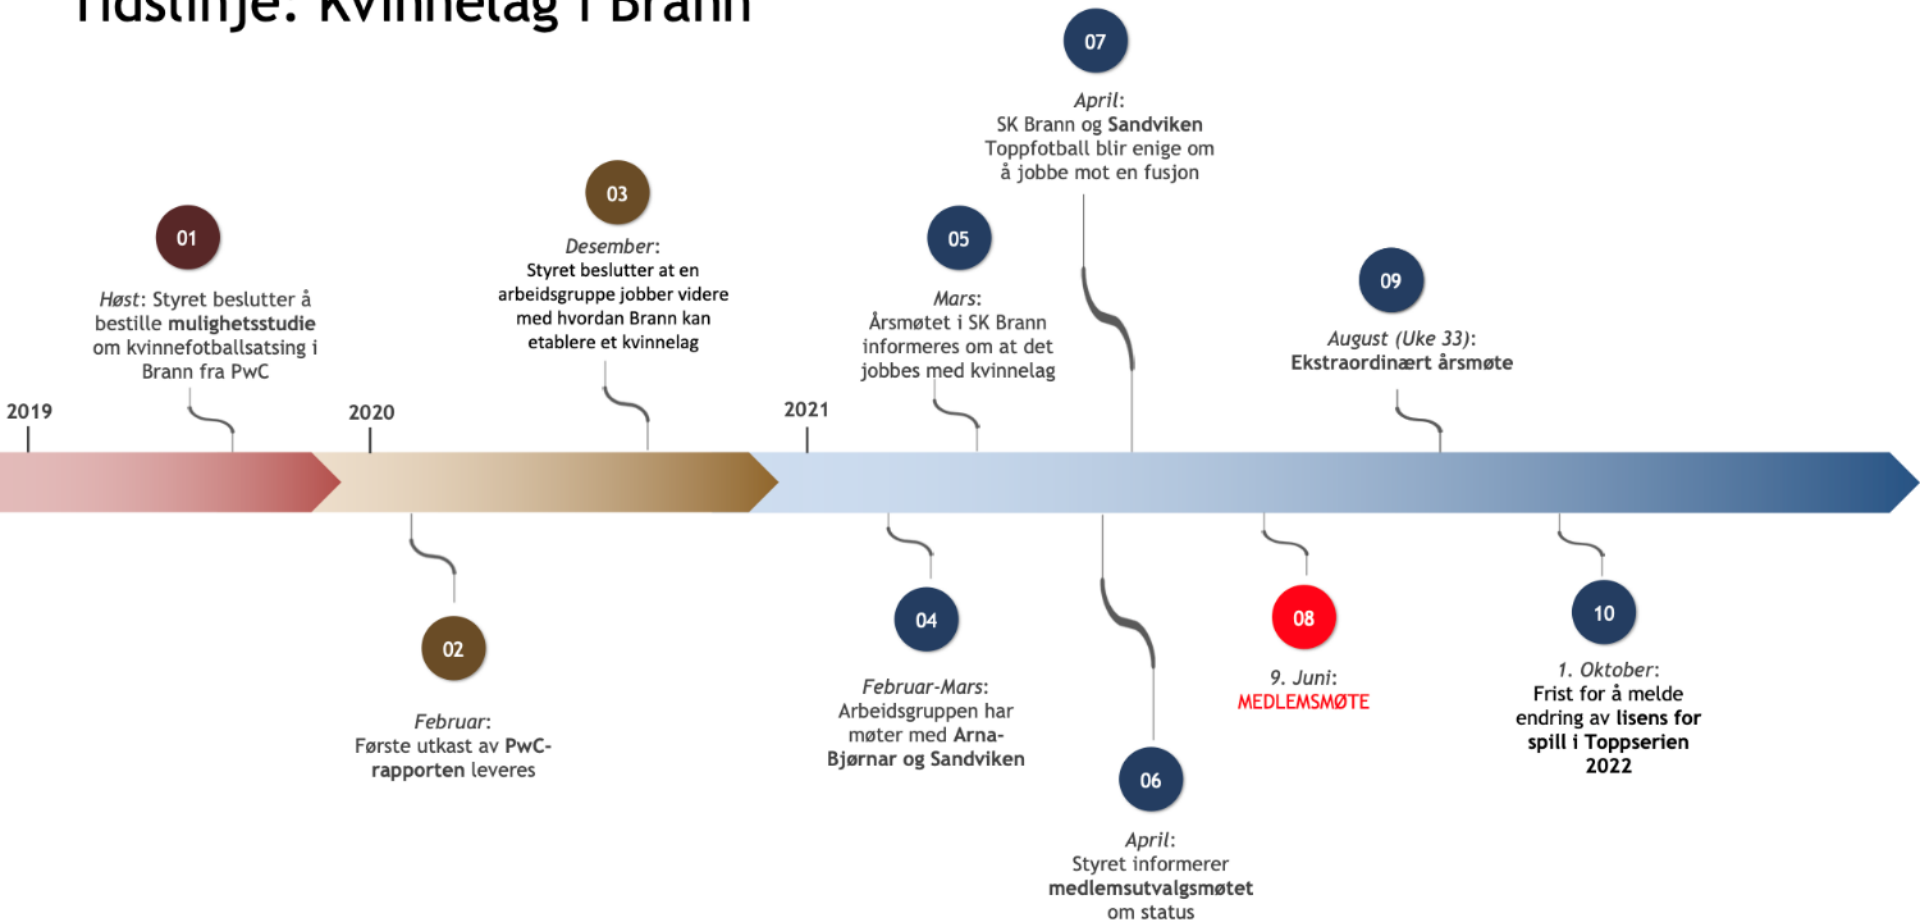 Tidslinje: Kvinnelag i Brann
07
April:
SK Brann og Sandviken
Toppfotball blir enige om
å jobbe mot en fusjon
03
Desember:
Styret beslutter at en
arbeidsgruppe jobber videre
med hvordan Brann kan
etablere et kvinnelag
01
Høst: Styret beslutter å
bestille mulighetsstudie
om kvinnefotballsatsing i
Brann fra PwC
05
Mars:
Årsmøtet i SK Brann
informeres om at det
jobbes med kvinnelag
09
August (Uke 33):
Ekstraordinært årsmøte
2019
2020
2021
02
Februar:
Første utkast av PwC-
rapporten leveres
04
Februar-Mars:
Arbeidsgruppen har
møter med Arna-
Bjørnar og Sandviken
06
April:
Styret informerer
medlemsutvalgsmøtet
om status
08
9. Juni:
MEDLEMSMØTE
10
1. Oktober:
Frist for å melde
endring av lisens for
spill i Toppserien
2022